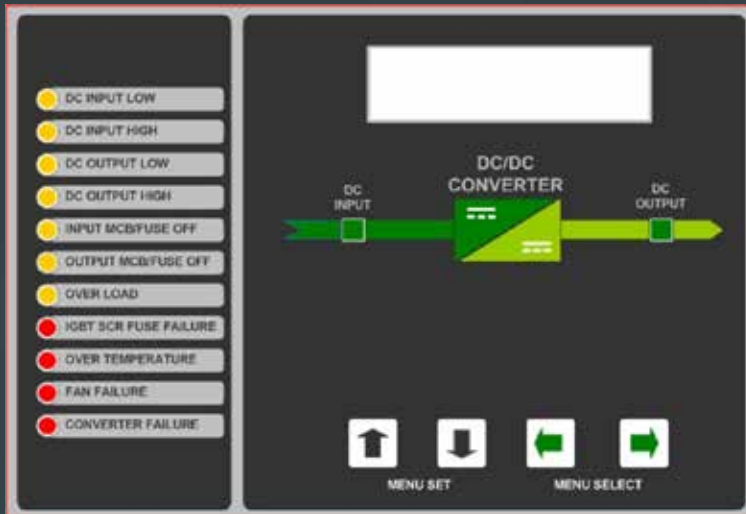 DC INPUT LOW
DC INPUT HIGH
DC OUTPUT LOW
DC OUTPUT HIGH
INPUT MCB/FUSE OFF
OUTPUT MCB/FUSE OFF
OVER LOAD
IGBT SCR FUSE FAILURE
OVER TEMPERATURE
FAN FAILURE
CONVERTER FAILURE
DC/DC
CONVERTER
DC
INPUT
DC
OUTPUT
MENU SET
MENU SELECT